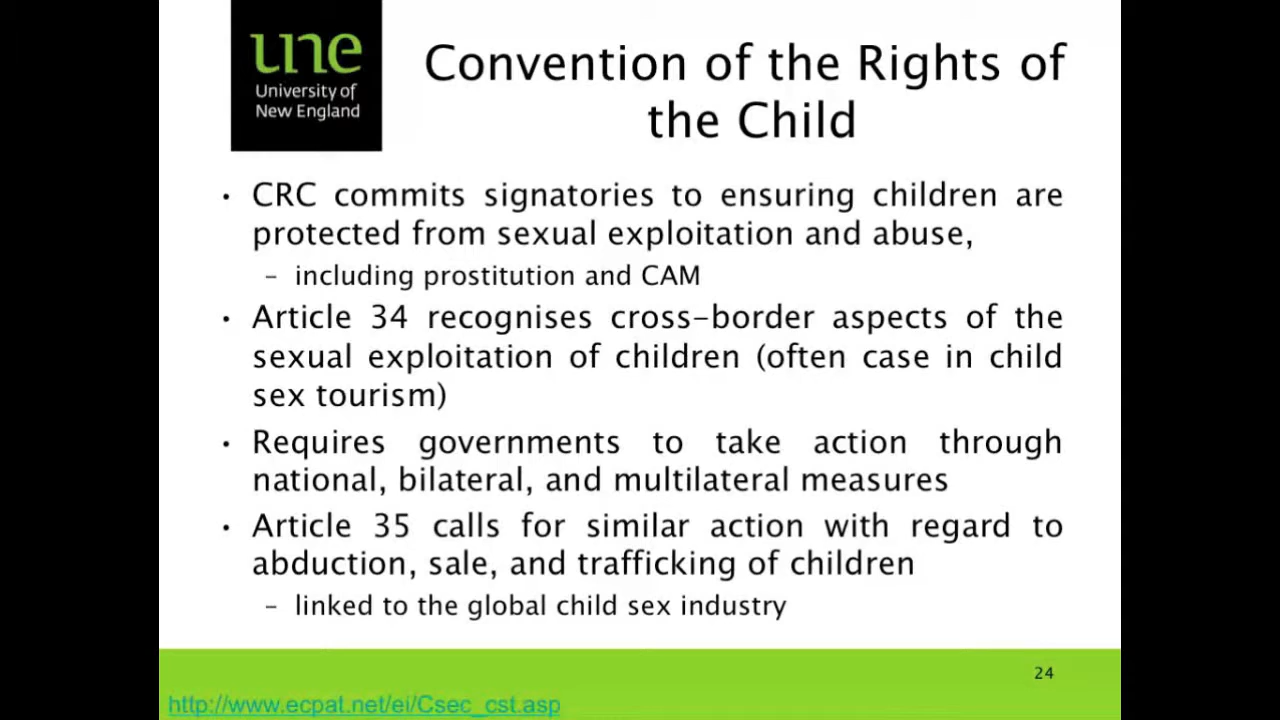 une
University of
New England
Convention of the Rights of
the Child
• CRC commits signatories to ensuring children are
protected from sexual exploitation and abuse,
– including prostitution and CAM
• Article 34 recognises cross-border aspects of the
sexual exploitation of children (often case in child
sex tourism)
• Requires governments to take action through
national, bilateral, and multilateral measures
• Article 35 calls for similar action with regard to
abduction, sale, and trafficking of children
– linked to the global child sex industry
24
http://www.ecpat.net/ei/Csec_cst.asp